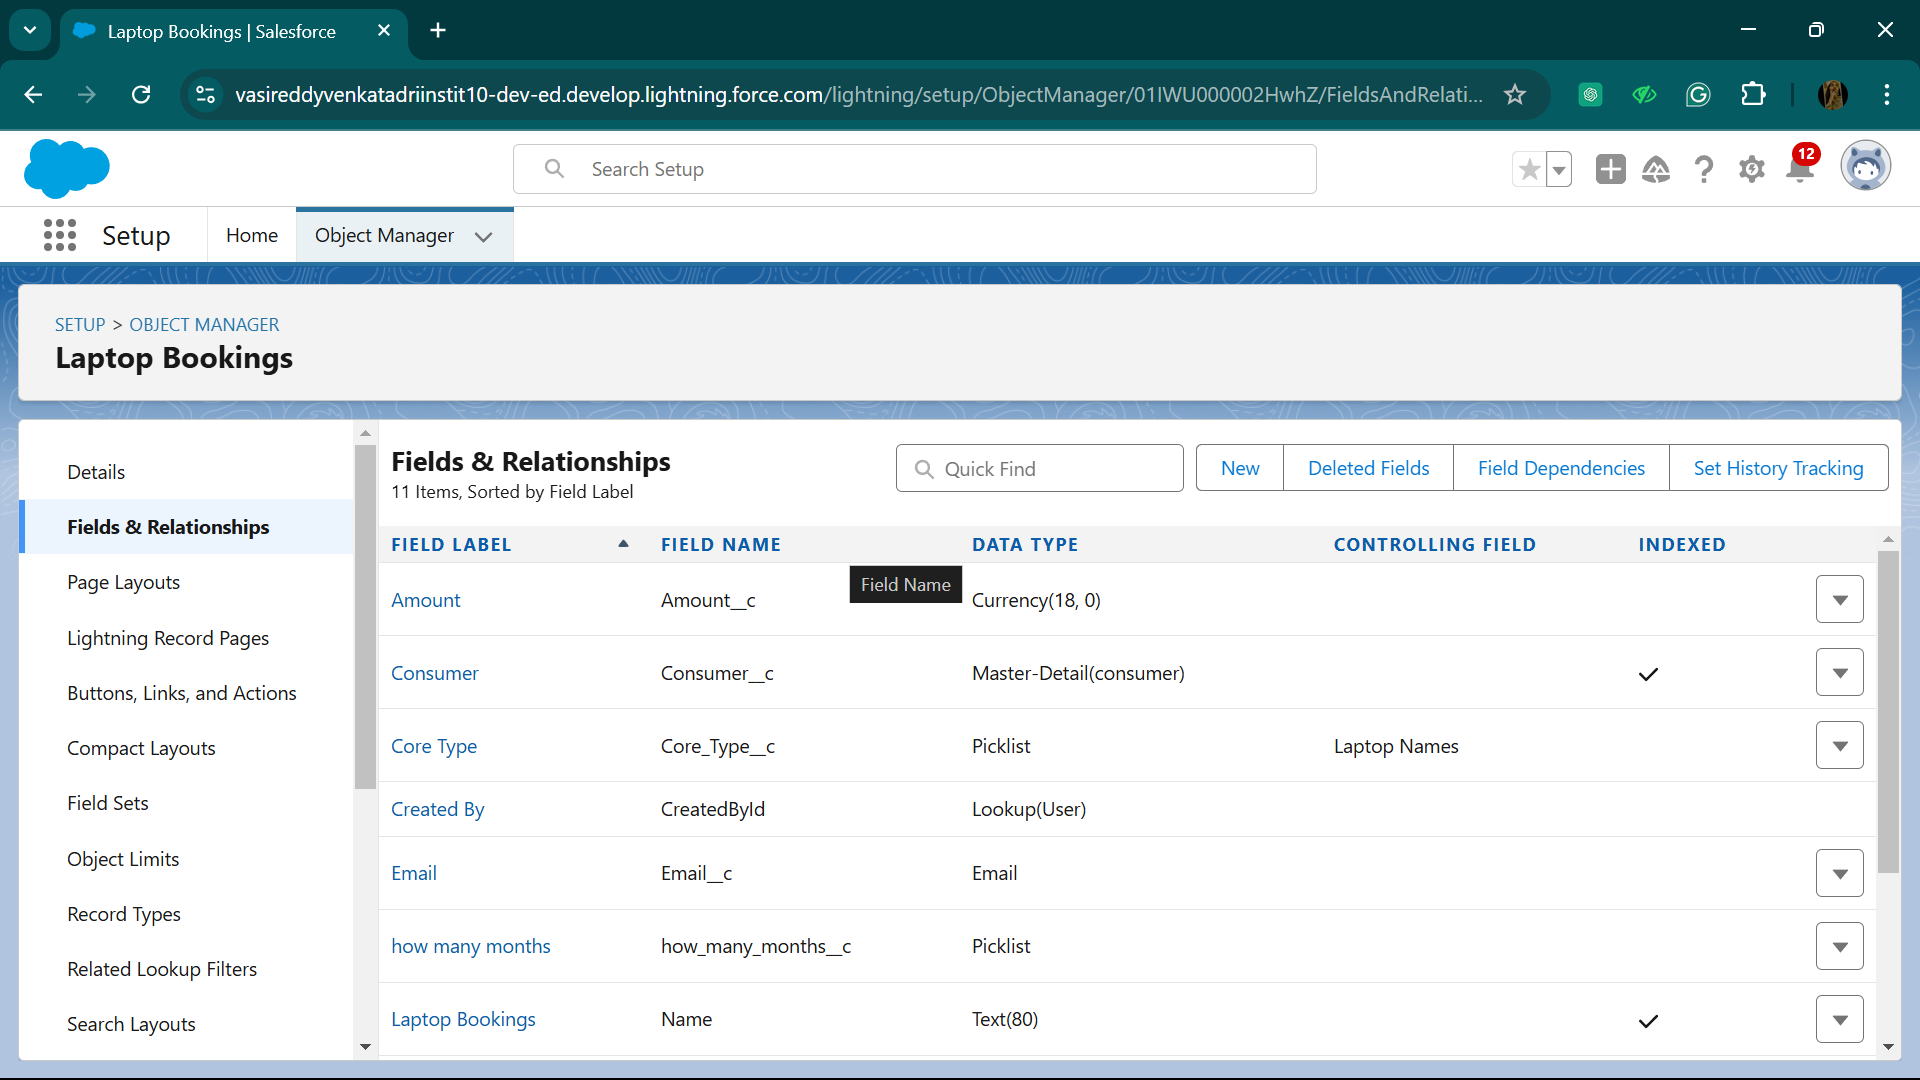 Laptop Bookings | Salesforce
vasireddyvenkatadriinstit10-dev-ed.develop.lightning.force.com/lightning/setup/ObjectManager/01IWU000002HwhZ/FieldsAndRelati...
Search Setup
12
Setup
Home
Object Manager
SETUP > OBJECT MANAGER
Laptop Bookings
Details
Fields & Relationships
Page Layouts
Lightning Record Pages
Buttons, Links, and Actions
Compact Layouts
Field Sets
Object Limits
Record Types
Related Lookup Filters
Search Layouts
Fields & Relationships
11 Items, Sorted by Field Label
Quick Find
New
Deleted Fields
Field Dependencies
Set History Tracking
FIELD LABEL FIELD NAME DATA TYPE CONTROLLING FIELD INDEXED
Field Name
Amount Amount__c Currency(18, 0)
Consumer Consumer__c Master-Detail(consumer)
Core Type Core_Type__c Picklist Laptop Names
Created By CreatedById Lookup(User)
Email Email__c Email
how many months how_many_months__c Picklist
Laptop Bookings Name Text(80)